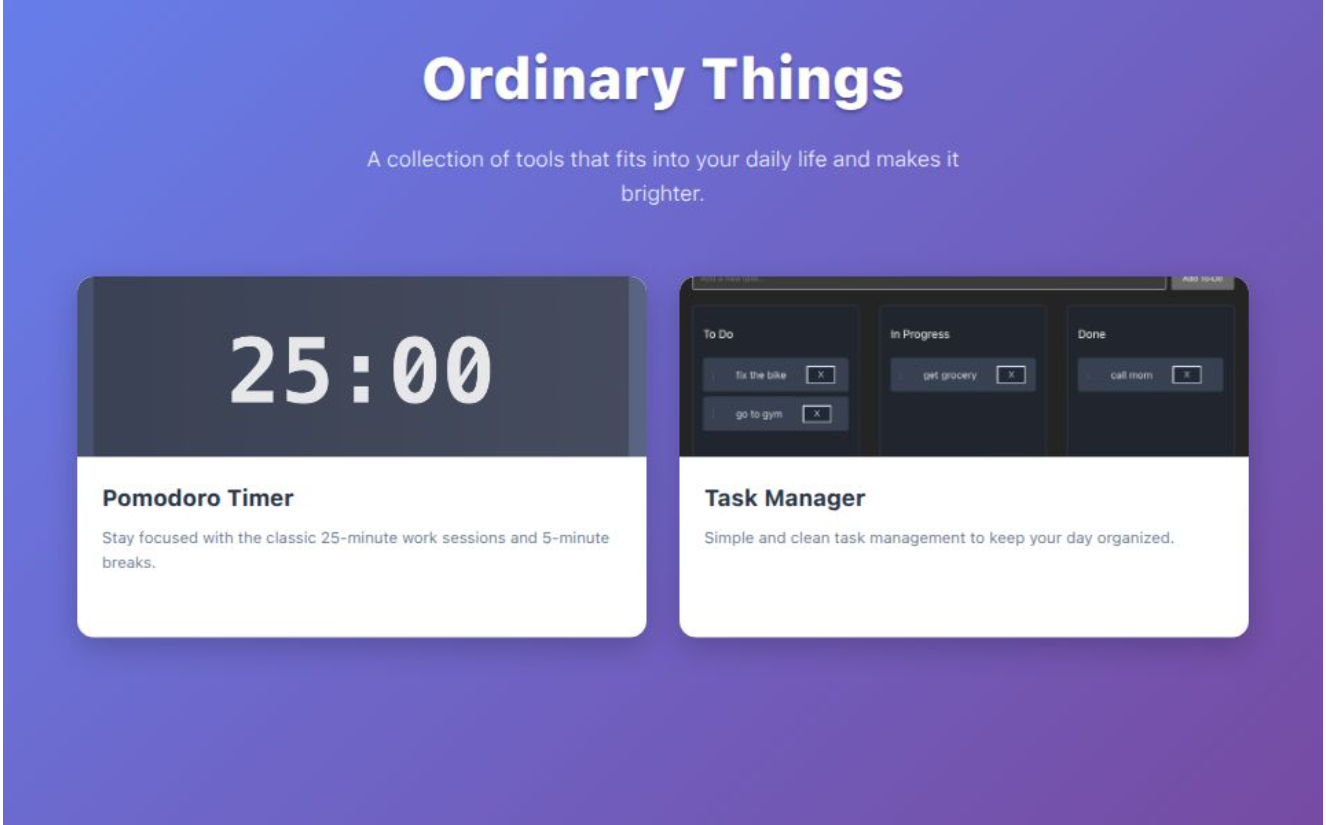 Ordinary Things
A collection of tools that fits into your daily life and makes it
brighter.
25:00
Pomodoro Timer
Stay focused with the classic 25-minute work sessions and 5-minute
breaks.
Add To-Do
To Do
fix the bike X
go to gym X
In Progress
get grocery X
Done
call mom X
Task Manager
Simple and clean task management to keep your day organized.